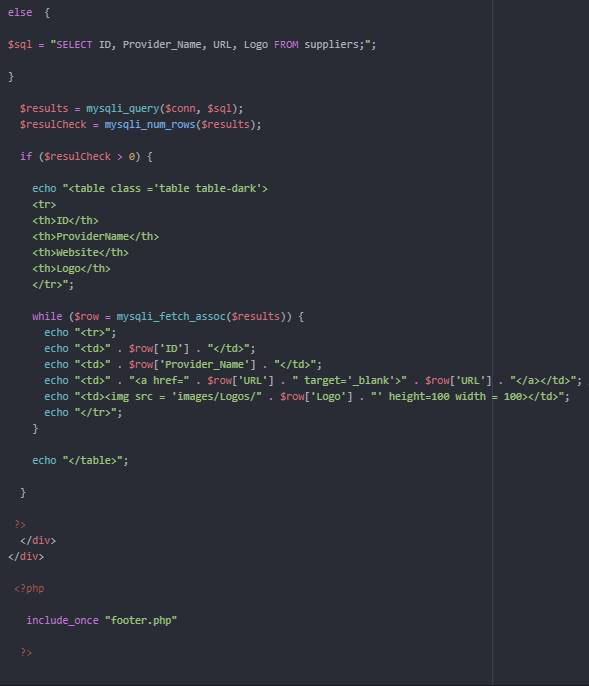 else  {
$sql = "SELECT ID, Provider_Name, URL, Logo FROM suppliers;";
}
$results = mysqli_query($conn, $sql);
$resulCheck = mysqli_num_rows($results);
if ($resulCheck > 0) {
echo "<table class ='table table-dark'>
<tr>
<th>ID</th>
<th>ProviderName</th>
<th>Website</th>
<th>Logo</th>
</tr>";
while ($row = mysqli_fetch_assoc($results)) {
echo "<tr>";
echo "<td>" . $row['ID'] . "</td>";
echo "<td>" . $row['Provider_Name'] . "</td>";
echo "<td>" . "<a href=" . $row['URL'] . " target='_blank'>" . $row['URL'] . "</a></td>";
echo "<td><img src = 'images/Logos/" . $row['Logo'] . "' height=100 width = 100></td>";
echo "</tr>";
}
echo "</table>";
}
?>
</div>
</div>
<?php
include_once "footer.php"
?>